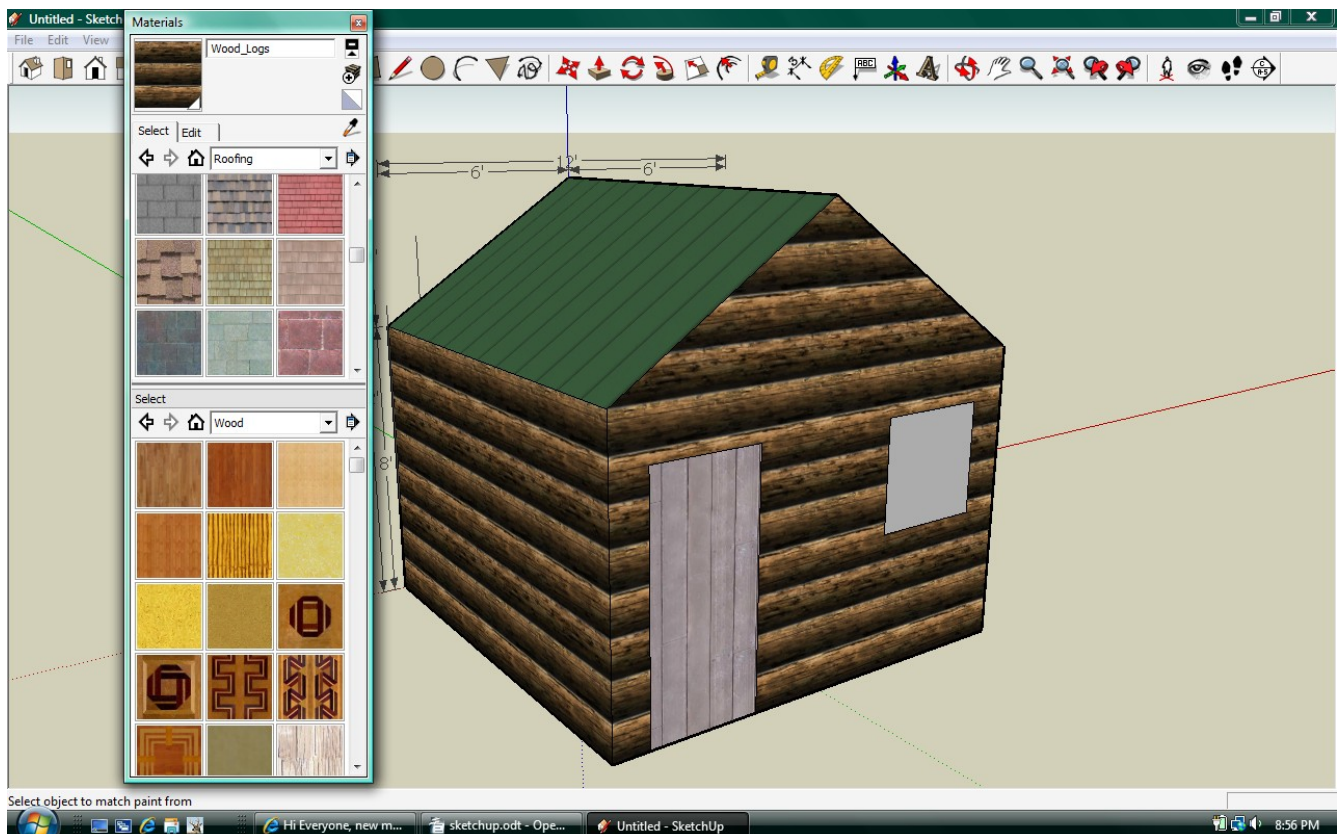 Untitled - Sketch
Materials
File Edit View
Wood_Logs
ABC
Select Edit
Roofing
12'
6' 6'
Select
Wood
8'
Select object to match paint from
Hi Everyone, new m...
sketchup.odt - Ope...
Untitled - SketchUp
8:56 PM